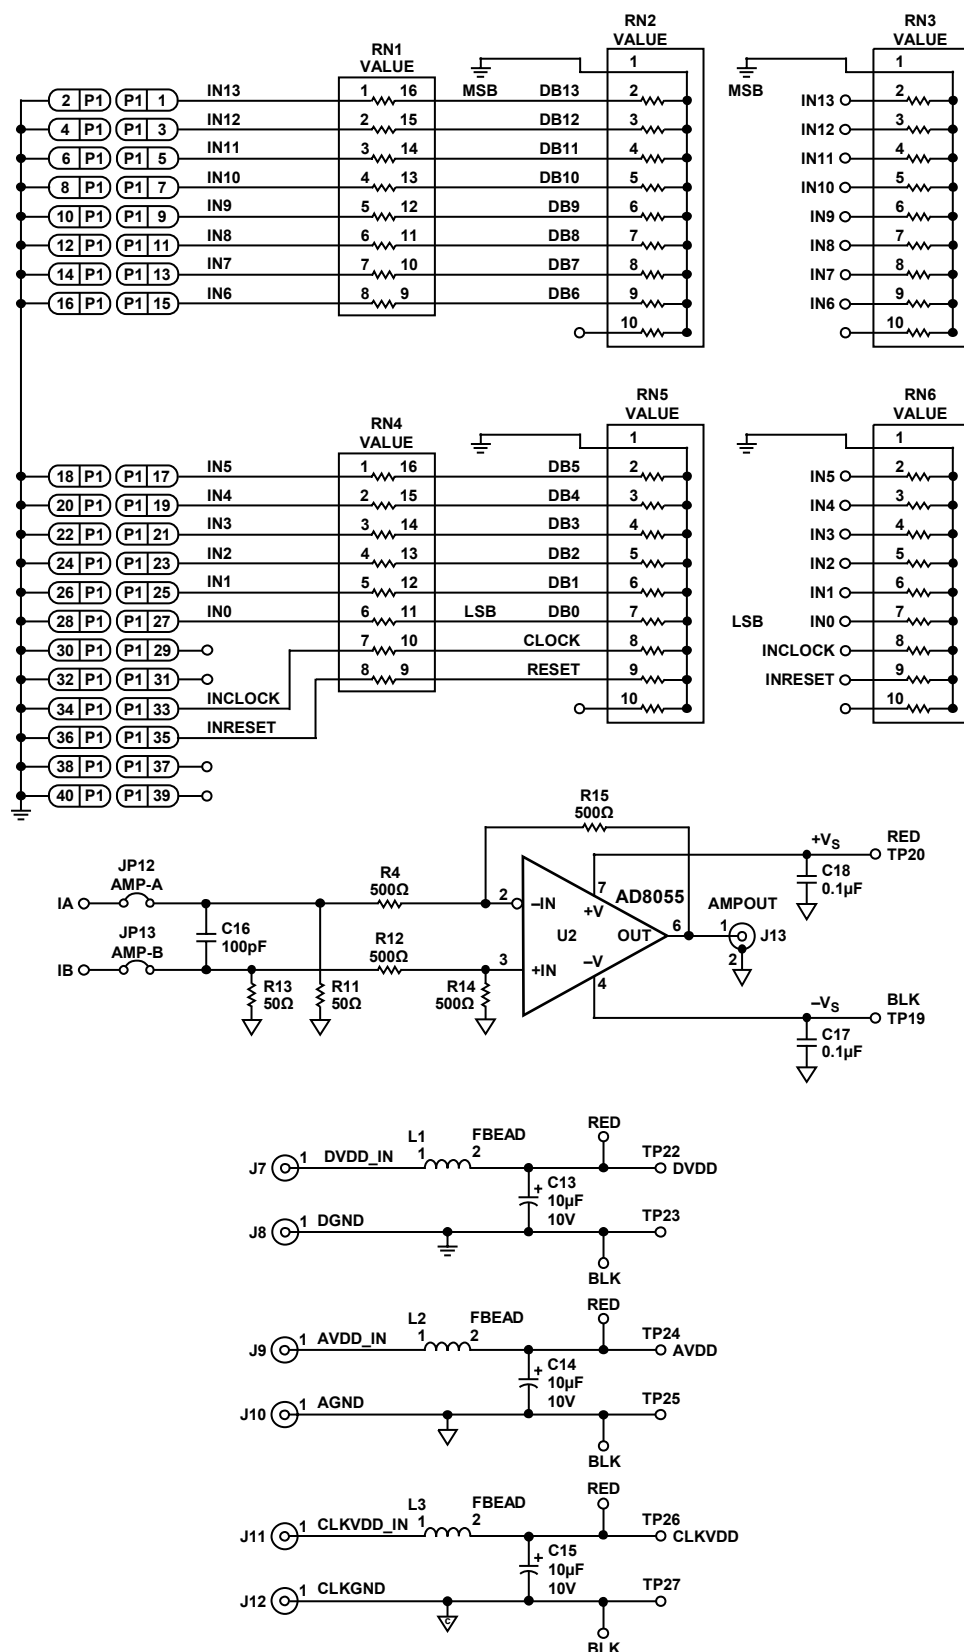 RN1
VALUE
RN2
VALUE
RN3
VALUE
1
1
2 P1 P1 1 IN13 1 16 MSB DB13 2 MSB IN13 2
4 P1 P1 3 IN12 2 15 DB12 3 IN12 3
6 P1 P1 5 IN11 3 14 DB11 4 IN11 4
8 P1 P1 7 IN10 4 13 DB10 5 IN10 5
10 P1 P1 9 IN9 5 12 DB9 6 IN9 6
12 P1 P1 11 IN8 6 11 DB8 7 IN8 7
14 P1 P1 13 IN7 7 10 DB7 8 IN7 8
16 P1 P1 15 IN6 8 9 DB6 9 IN6 9
10 10
RN4
VALUE
RN5
VALUE
RN6
VALUE
1
1
18 P1 P1 17 IN5 1 16 DB5 2 IN5 2
20 P1 P1 19 IN4 2 15 DB4 3 IN4 3
22 P1 P1 21 IN3 3 14 DB3 4 IN3 4
24 P1 P1 23 IN2 4 13 DB2 5 IN2 5
26 P1 P1 25 IN1 5 12 DB1 6 IN1 6
28 P1 P1 27 IN0 6 11 LSB DB0 7 LSB IN0 7
30 P1 P1 29 7 10 CLOCK 8 INCLOCK 8
32 P1 P1 31 8 9 RESET 9 INRESET 9
34 P1 P1 33 INCLOCK 10 10
36 P1 P1 35 INRESET
38 P1 P1 37
40 P1 P1 39
R15
500Ω
+VS
RED
TP20
C18
0.1µF
JP12
AMP-A
IA
R4
500Ω
2 –IN
7
+V
AD8055
AMPOUT
C16
100pF
U2
OUT 6
1
J13
2
JP13
AMP-B
IB
R12
500Ω
3 +IN
–V
4
R13
50Ω
R11
50Ω
R14
500Ω
–VS
BLK
TP19
C17
0.1µF
RED
J7 1 DVDD_IN L1 1 FBEAD 2 TP22 DVDD
C13
10µF
10V
J8 1 DGND TP23
BLK
RED
J9 1 AVDD_IN L2 1 FBEAD 2 TP24 AVDD
C14
10µF
10V
J10 1 AGND TP25
BLK
RED
J11 1 CLKVDD_IN L3 1 FBEAD 2 TP26 CLKVDD
C15
10µF
10V
J12 1 CLKGND TP27
C
BLK